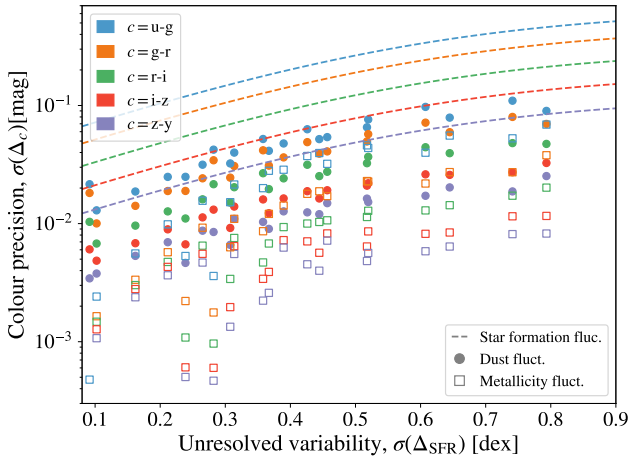 c = u-g
c = g-r
c = r-i
c = i-z
c = z-y
Colour precision, σ(Δ_c)[mag]
10⁻¹
10⁻²
10⁻³
Star formation fluc.
Dust fluct.
Metallicity fluct.
0.1 0.2 0.3 0.4 0.5 0.6 0.7 0.8 0.9
Unresolved variability, σ(Δ_SFR) [dex]